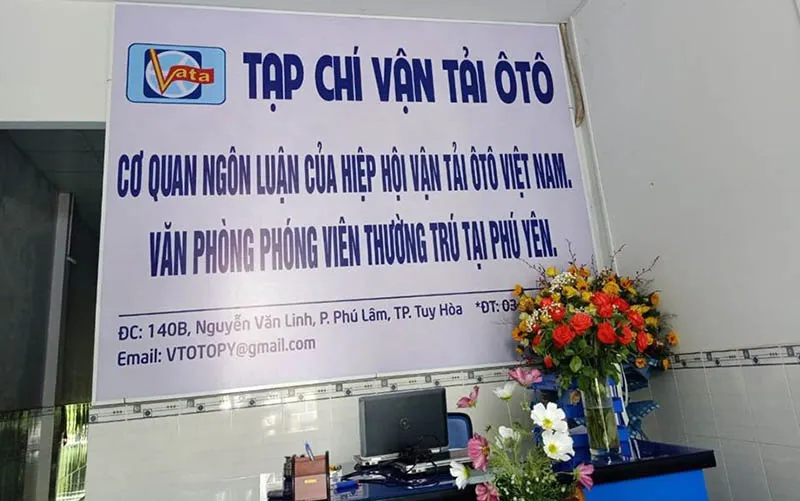 Vata
TẠP CHÍ VẬN TẢI ÔTÔ
CƠ QUAN NGÔN LUẬN CỦA HIỆP HỘI VẬN TẢI ÔTÔ VIỆT NAM.
VĂN PHÒNG PHÓNG VIÊN THƯỜNG TRÚ TẠI PHÚ YÊN.
ĐC: 140B, Nguyễn Văn Linh, P. Phú Lâm, TP. Tuy Hòa *ĐT: 03
Email: VTOTOPY@gmail.com